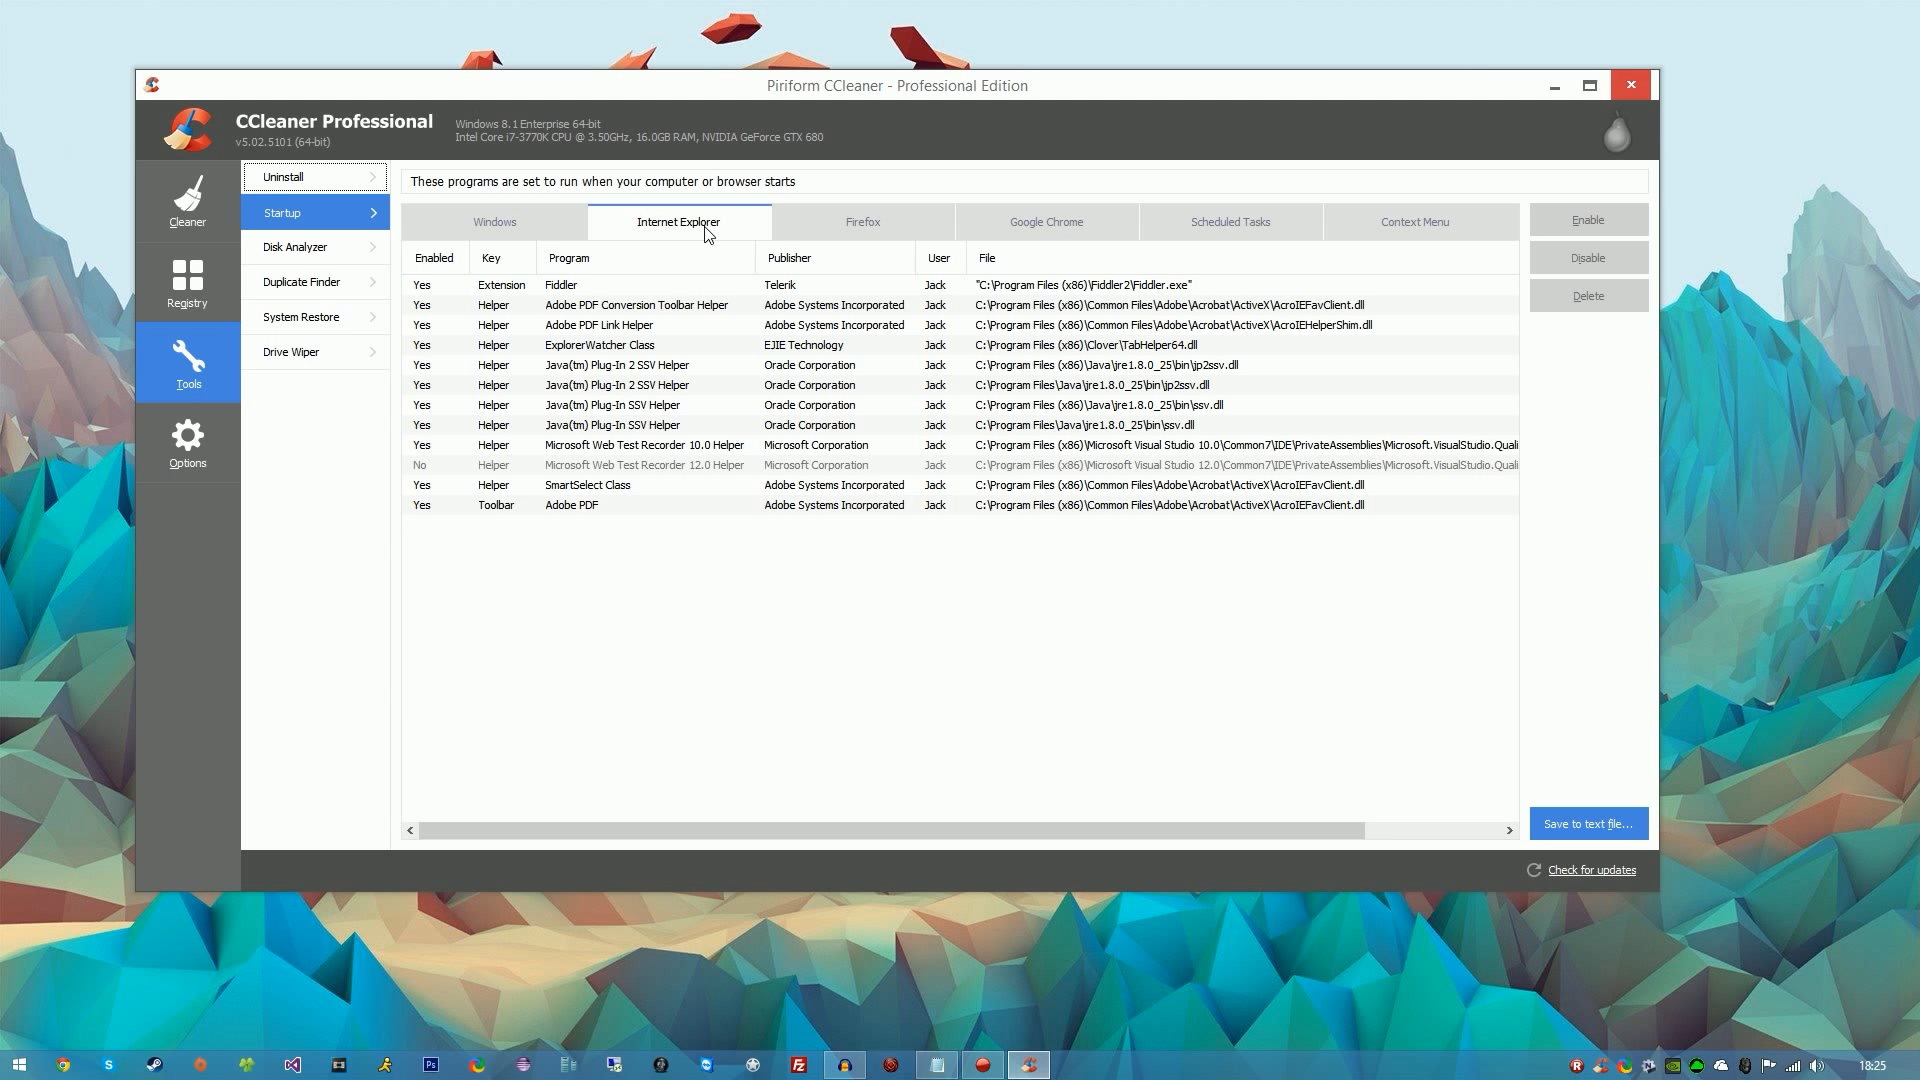 Piriform CCleaner - Professional Edition
CCleaner Professional
v5.02.5101 (64-bit)
Windows 8.1 Enterprise 64-bit
Intel Core i7-3770K CPU @ 3.50GHz, 16.0GB RAM, NVIDIA GeForce GTX 680
Cleaner
Registry
Tools
Options
Uninstall
Startup
Disk Analyzer
Duplicate Finder
System Restore
Drive Wiper
These programs are set to run when your computer or browser starts
Windows Internet Explorer Firefox Google Chrome Scheduled Tasks Context Menu
Enabled Key Program Publisher User File
Yes Extension Fiddler Telerik Jack "C:\Program Files (x86)\Fiddler2\Fiddler.exe"
Yes Helper Adobe PDF Conversion Toolbar Helper Adobe Systems Incorporated Jack C:\Program Files (x86)\Common Files\Adobe\Acrobat\ActiveX\AcroIEFavClient.dll
Yes Helper Adobe PDF Link Helper Adobe Systems Incorporated Jack C:\Program Files (x86)\Common Files\Adobe\Acrobat\ActiveX\AcroIEHelperShim.dll
Yes Helper ExplorerWatcher Class EJIE Technology Jack C:\Program Files (x86)\Clover\TabHelper64.dll
Yes Helper Java(tm) Plug-In 2 SSV Helper Oracle Corporation Jack C:\Program Files (x86)\Java\jre1.8.0_25\bin\jp2ssv.dll
Yes Helper Java(tm) Plug-In 2 SSV Helper Oracle Corporation Jack C:\Program Files\Java\jre1.8.0_25\bin\jp2ssv.dll
Yes Helper Java(tm) Plug-In SSV Helper Oracle Corporation Jack C:\Program Files (x86)\Java\jre1.8.0_25\bin\ssv.dll
Yes Helper Java(tm) Plug-In SSV Helper Oracle Corporation Jack C:\Program Files\Java\jre1.8.0_25\bin\ssv.dll
Yes Helper Microsoft Web Test Recorder 10.0 Helper Microsoft Corporation Jack C:\Program Files (x86)\Microsoft Visual Studio 10.0\Common7\IDE\PrivateAssemblies\Microsoft.VisualStudio.Quali
No Helper Microsoft Web Test Recorder 12.0 Helper Microsoft Corporation Jack C:\Program Files (x86)\Microsoft Visual Studio 12.0\Common7\IDE\PrivateAssemblies\Microsoft.VisualStudio.Quali
Yes Helper SmartSelect Class Adobe Systems Incorporated Jack C:\Program Files (x86)\Common Files\Adobe\Acrobat\ActiveX\AcroIEFavClient.dll
Yes Toolbar Adobe PDF Adobe Systems Incorporated Jack C:\Program Files (x86)\Common Files\Adobe\Acrobat\ActiveX\AcroIEFavClient.dll
Enable
Disable
Delete
Save to text file...
Check for updates
18:25